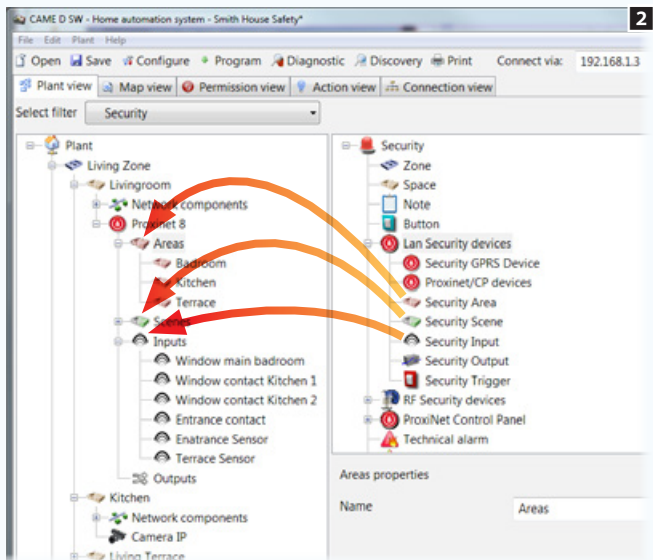 2
CAME D SW - Home automation system - Smith House Safety*
File Edit Plant Help
Open Save Configure Program Diagnostic Discovery Print Connect via: 192.168.1.3
Plant view Map view Permission view Action view Connection view
Select filter Security
Plant
Living Zone
Livingroom
Network components
Proxinet 8
Areas
Badroom
Kitchen
Terrace
Scenes
Inputs
Window main badroom
Window contact Kitchen 1
Window contact Kitchen 2
Entrance contact
Enatrance Sensor
Terrace Sensor
Outputs
Kitchen
Network components
Camera IP
Living Terrace
Security
Zone
Space
Note
Button
Lan Security devices
Security GPRS Device
Proxinet/CP devices
Security Area
Security Scene
Security Input
Security Output
Security Trigger
RF Security devices
ProxiNet Control Panel
Technical alarm
Areas properties
Name Areas